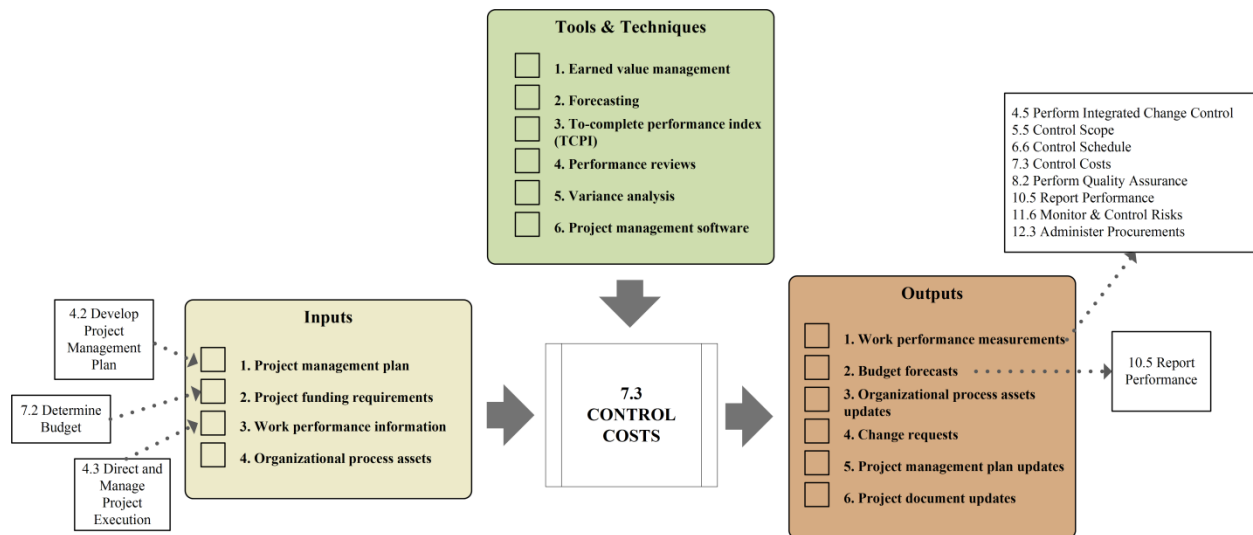 Tools & Techniques
1. Earned value management
2. Forecasting
3. To-complete performance index
(TCPI)
4. Performance reviews
5. Variance analysis
6. Project management software
4.5 Perform Integrated Change Control
5.5 Control Scope
6.6 Control Schedule
7.3 Control Costs
8.2 Perform Quality Assurance
10.5 Report Performance
11.6 Monitor & Control Risks
12.3 Administer Procurements
4.2 Develop
Project
Management
Plan
7.2 Determine
Budget
4.3 Direct and
Manage
Project
Execution
Inputs
1. Project management plan
2. Project funding requirements
3. Work performance information
4. Organizational process assets
7.3
CONTROL
COSTS
Outputs
1. Work performance measurements
2. Budget forecasts
3. Organizational process assets
updates
4. Change requests
5. Project management plan updates
6. Project document updates
10.5 Report
Performance